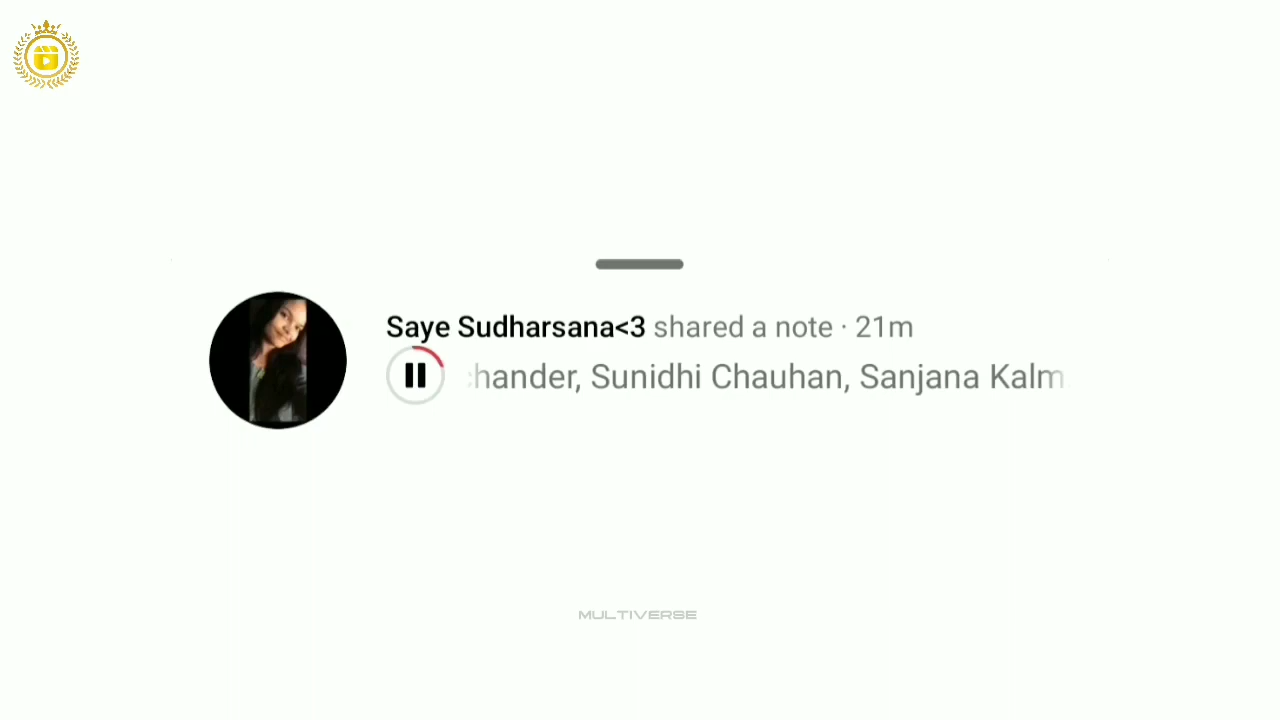 Saye Sudharsana<3 shared a note · 21m
hander, Sunidhi Chauhan, Sanjana Kalm
MULTIVERSE